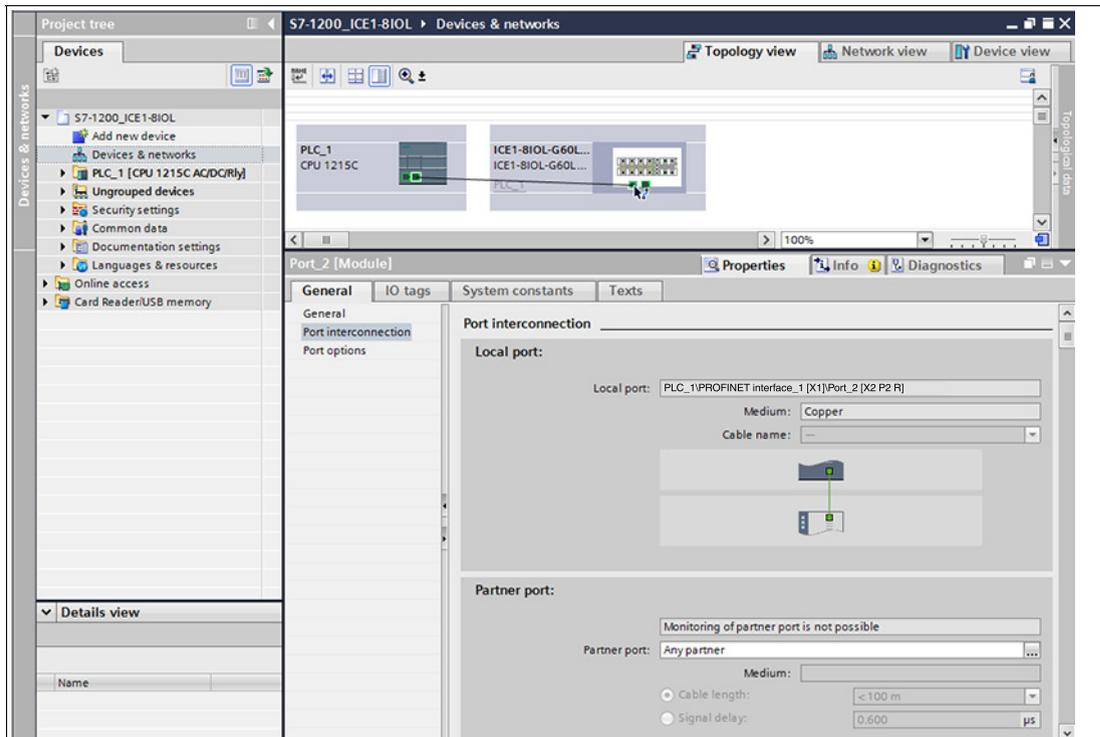 Project tree
S7-1200_ICE1-8IOL ▸ Devices & networks
Devices
Topology view
Network view
Device view
Devices & networks
S7-1200_ICE1-8IOL
Add new device
Devices & networks
PLC_1 [CPU 1215C AC/DC/Rly]
Ungrouped devices
Security settings
Common data
Documentation settings
Languages & resources
Online access
Card Reader/USB memory
Topological data
PLC_1
CPU 1215C
ICE1-8IOL-G60L...
ICE1-8IOL-G60L...
PLC_1
100%
Port_2 [Module]
Properties
Info
Diagnostics
General
IO tags
System constants
Texts
General
Port interconnection
Port options
Port interconnection
Local port:
Local port: PLC_1\PROFINET interface_1 [X1]\Port_2 [X2 P2 R]
Medium: Copper
Cable name: —
Partner port:
Monitoring of partner port is not possible
Partner port: Any partner ...
Medium:
Cable length: < 100 m
Signal delay: 0.600 µs
Details view
Name